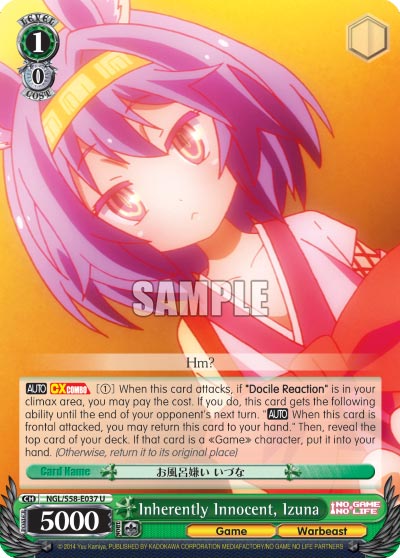 LEVEL
1
0
COST
SAMPLE
Hm?
AUTO CX COMBO [①] When this card attacks, if "Docile Reaction" is in your
climax area, you may pay the cost. If you do, this card gets the following
ability until the end of your opponent's next turn. "AUTO When this card is
frontal attacked, you may return this card to your hand." Then, reveal the
top card of your deck. If that card is a «Game» character, put it into your
hand. (Otherwise, return it to its original place)
Card Name お風呂嫌い いづな
CD NGL/S58-E037 U
5000
POWER
Inherently Innocent, Izuna
NO GAME
NO LIFE
Game Warbeast
© 2014 Yuu Kamiya, PUBLISHED BY KADOKAWA CORPORATION MEDIAFACTORY/NO GAME NO LIFE PARTNERS